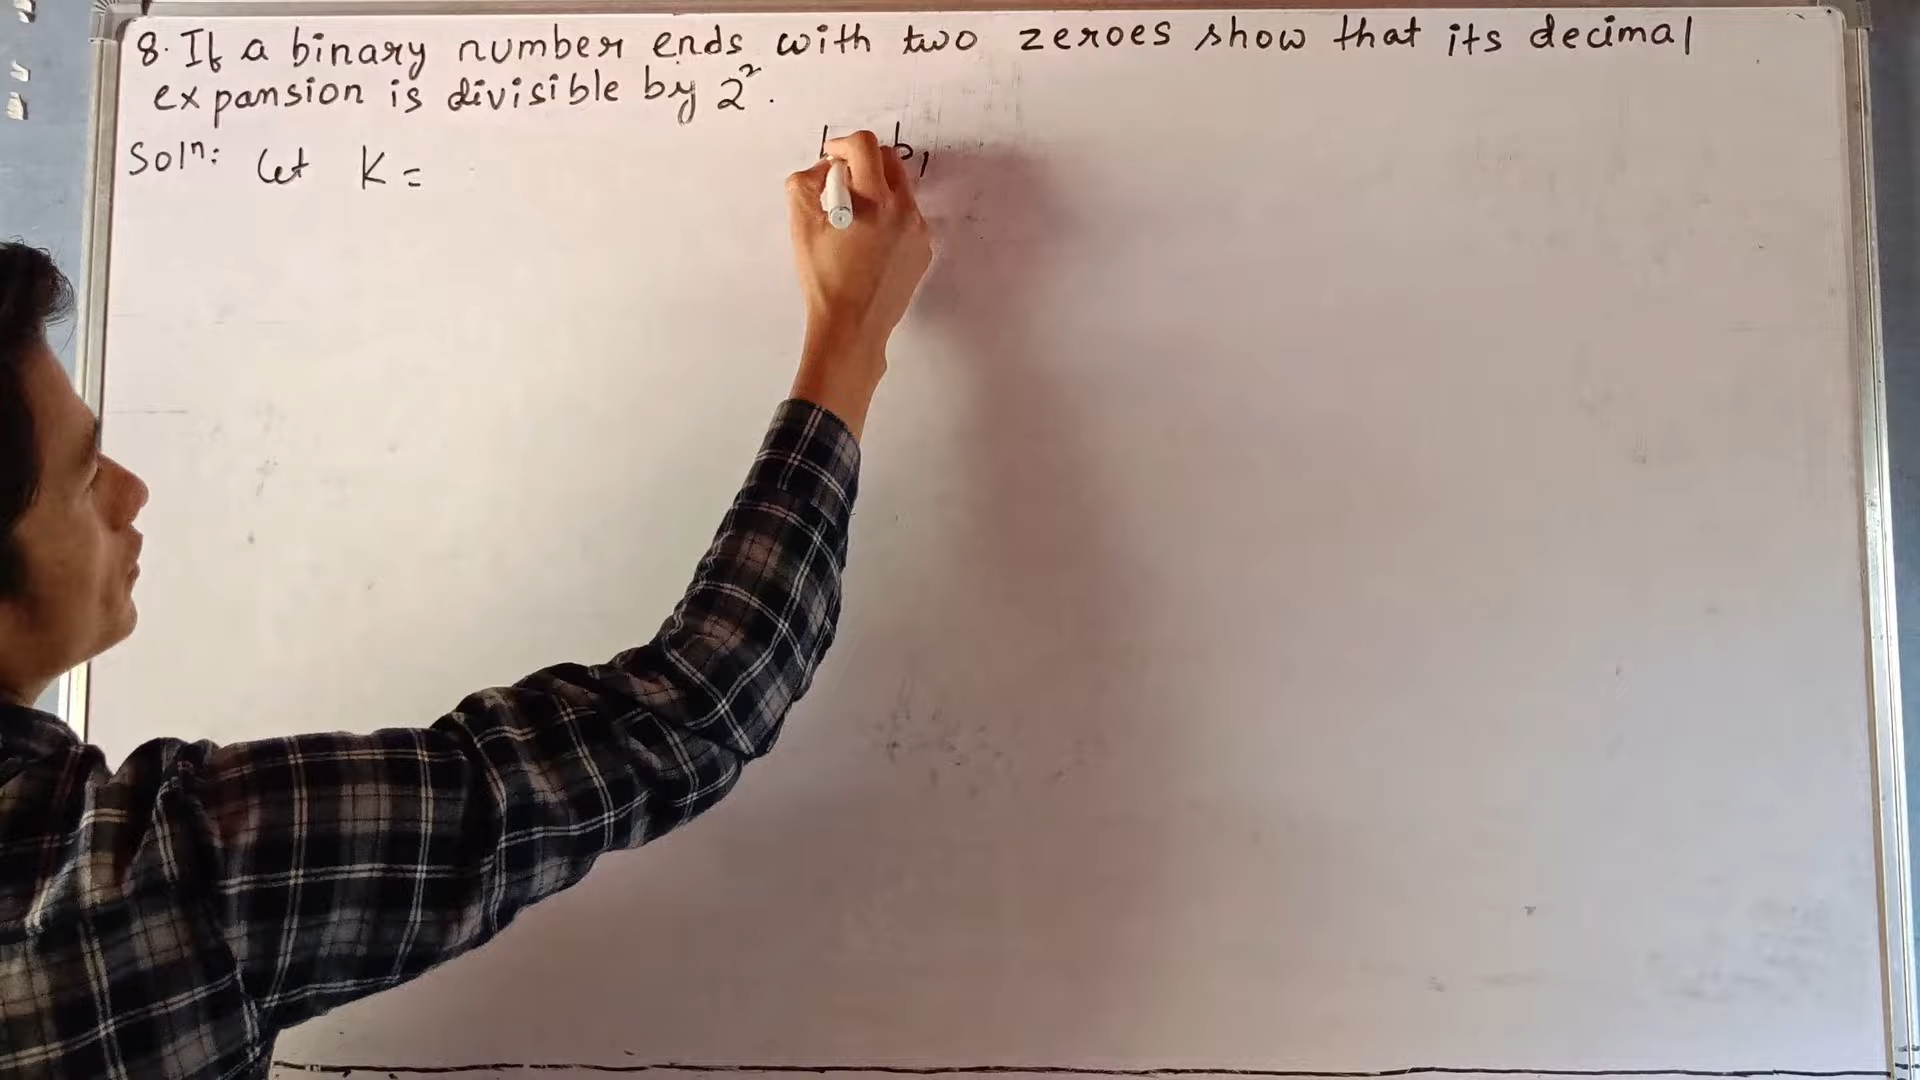 8. If a binary number ends with two zeroes show that its decimal
expansion is divisible by 2².
Solⁿ: Let K = b b₁